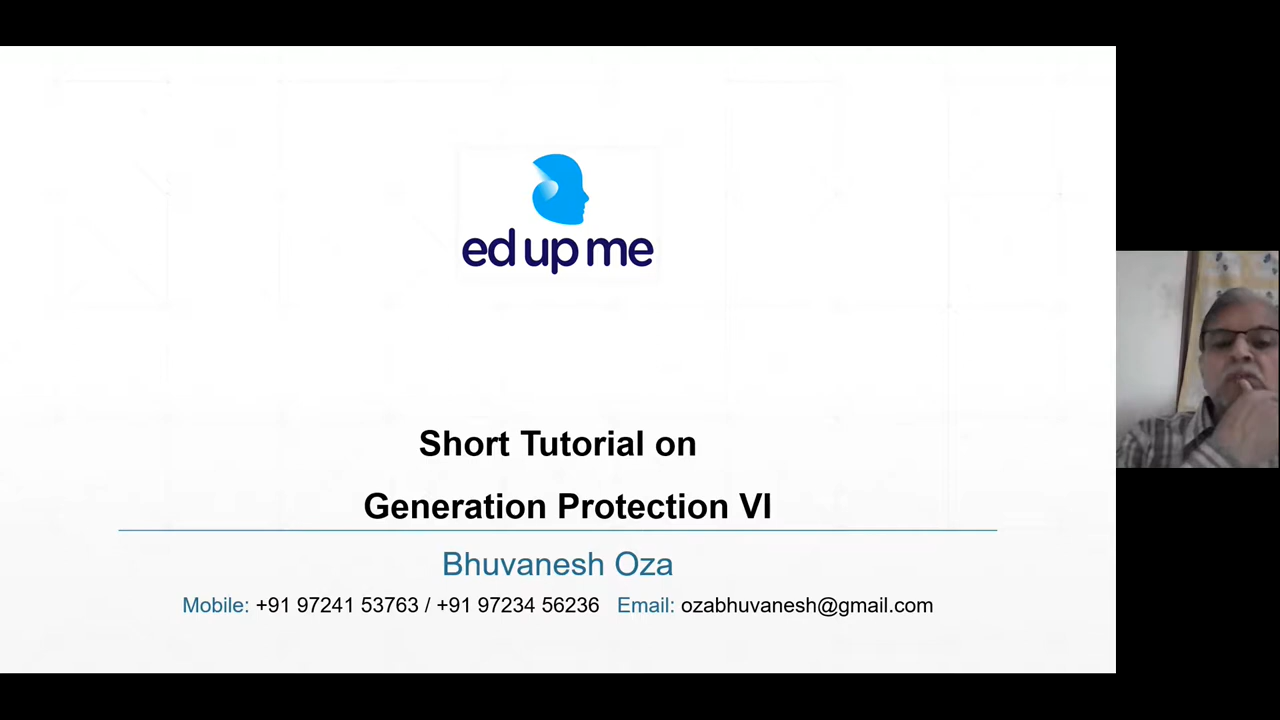 ed up me
Short Tutorial on
Generation Protection VI
Bhuvanesh Oza
Mobile: +91 97241 53763 / +91 97234 56236 Email: ozabhuvanesh@gmail.com